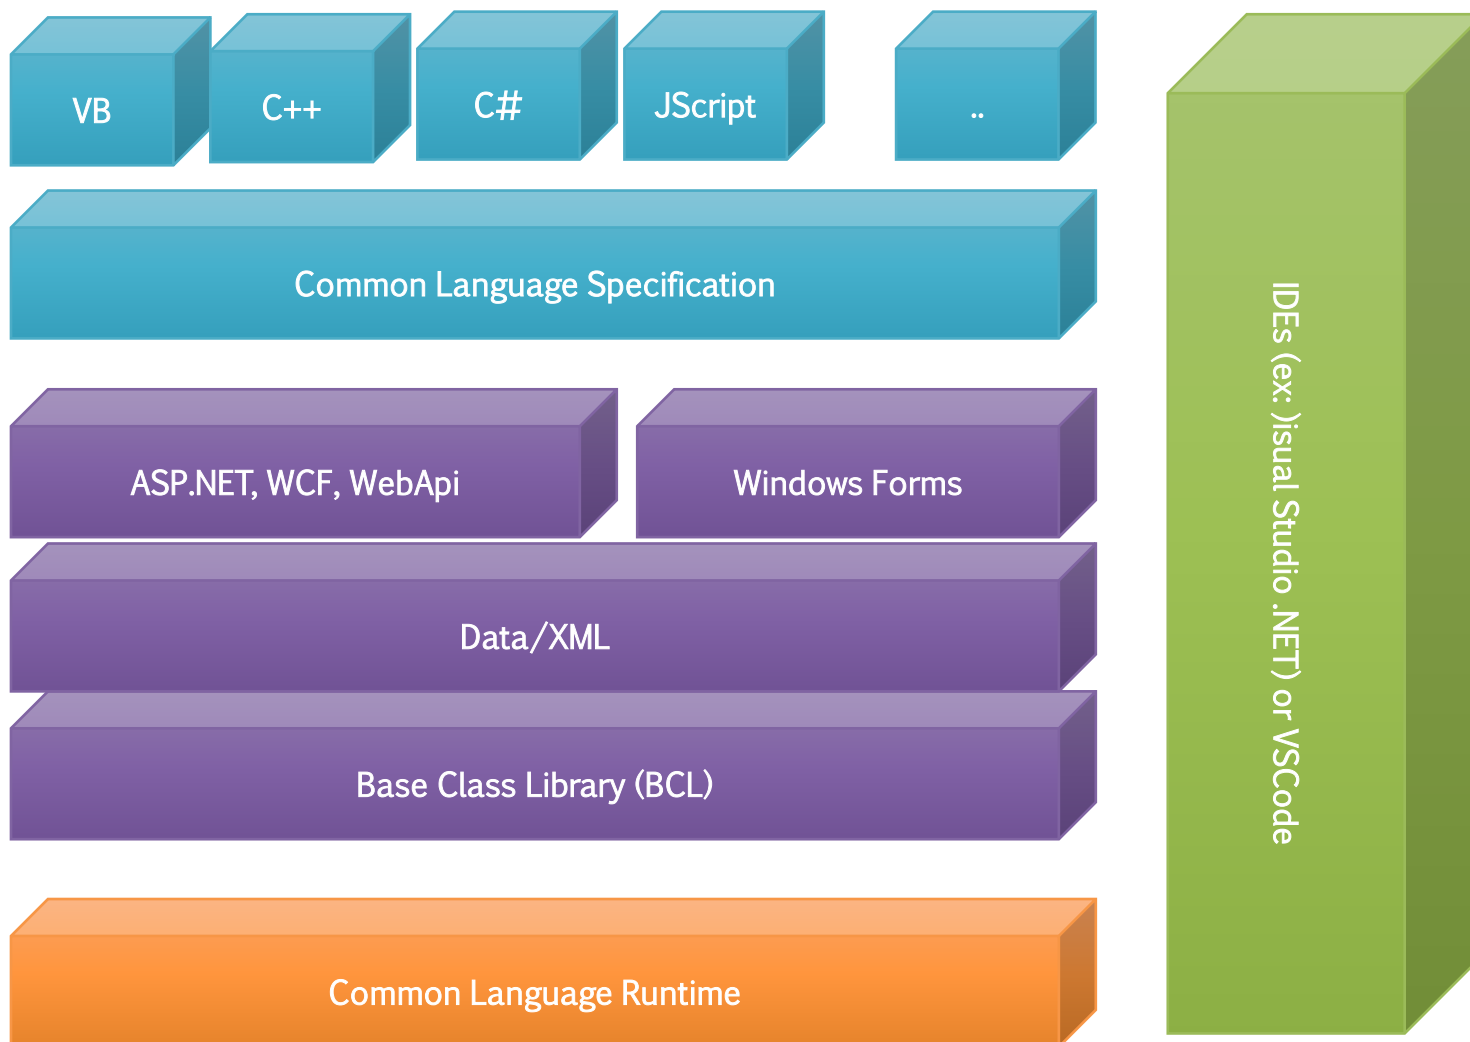 VB
C++
C#
JScript
..
Common Language Specification
ASP.NET, WCF, WebApi
Windows Forms
Data/XML
Base Class Library (BCL)
Common Language Runtime
IDEs (ex: )isual Studio .NET) or VSCode